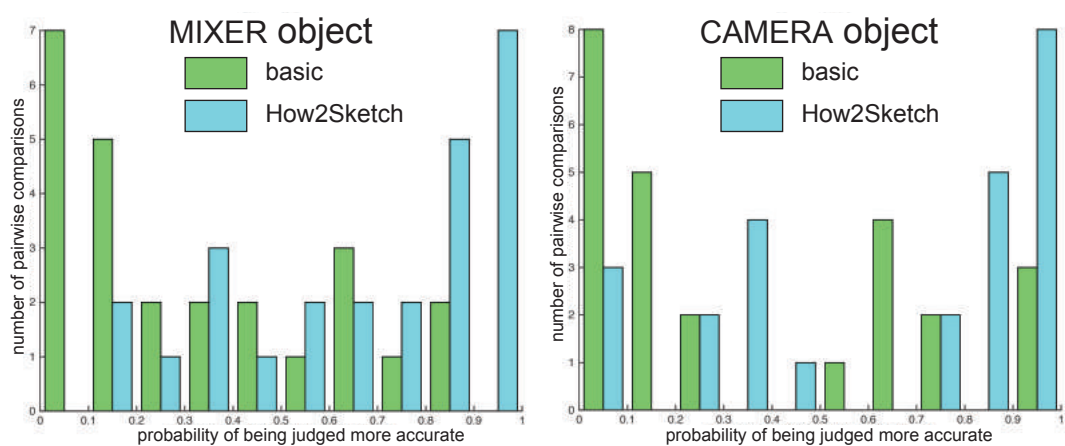 MIXER object
basic
How2Sketch
number of pairwise comparisons
7
6
5
4
3
2
1
0
0 0.1 0.2 0.3 0.4 0.5 0.6 0.7 0.8 0.9 1
probability of being judged more accurate
CAMERA object
basic
How2Sketch
number of pairwise comparisons
8
7
6
5
4
3
2
1
0
0 0.1 0.2 0.3 0.4 0.5 0.6 0.7 0.8 0.9 1
probability of being judged more accurate